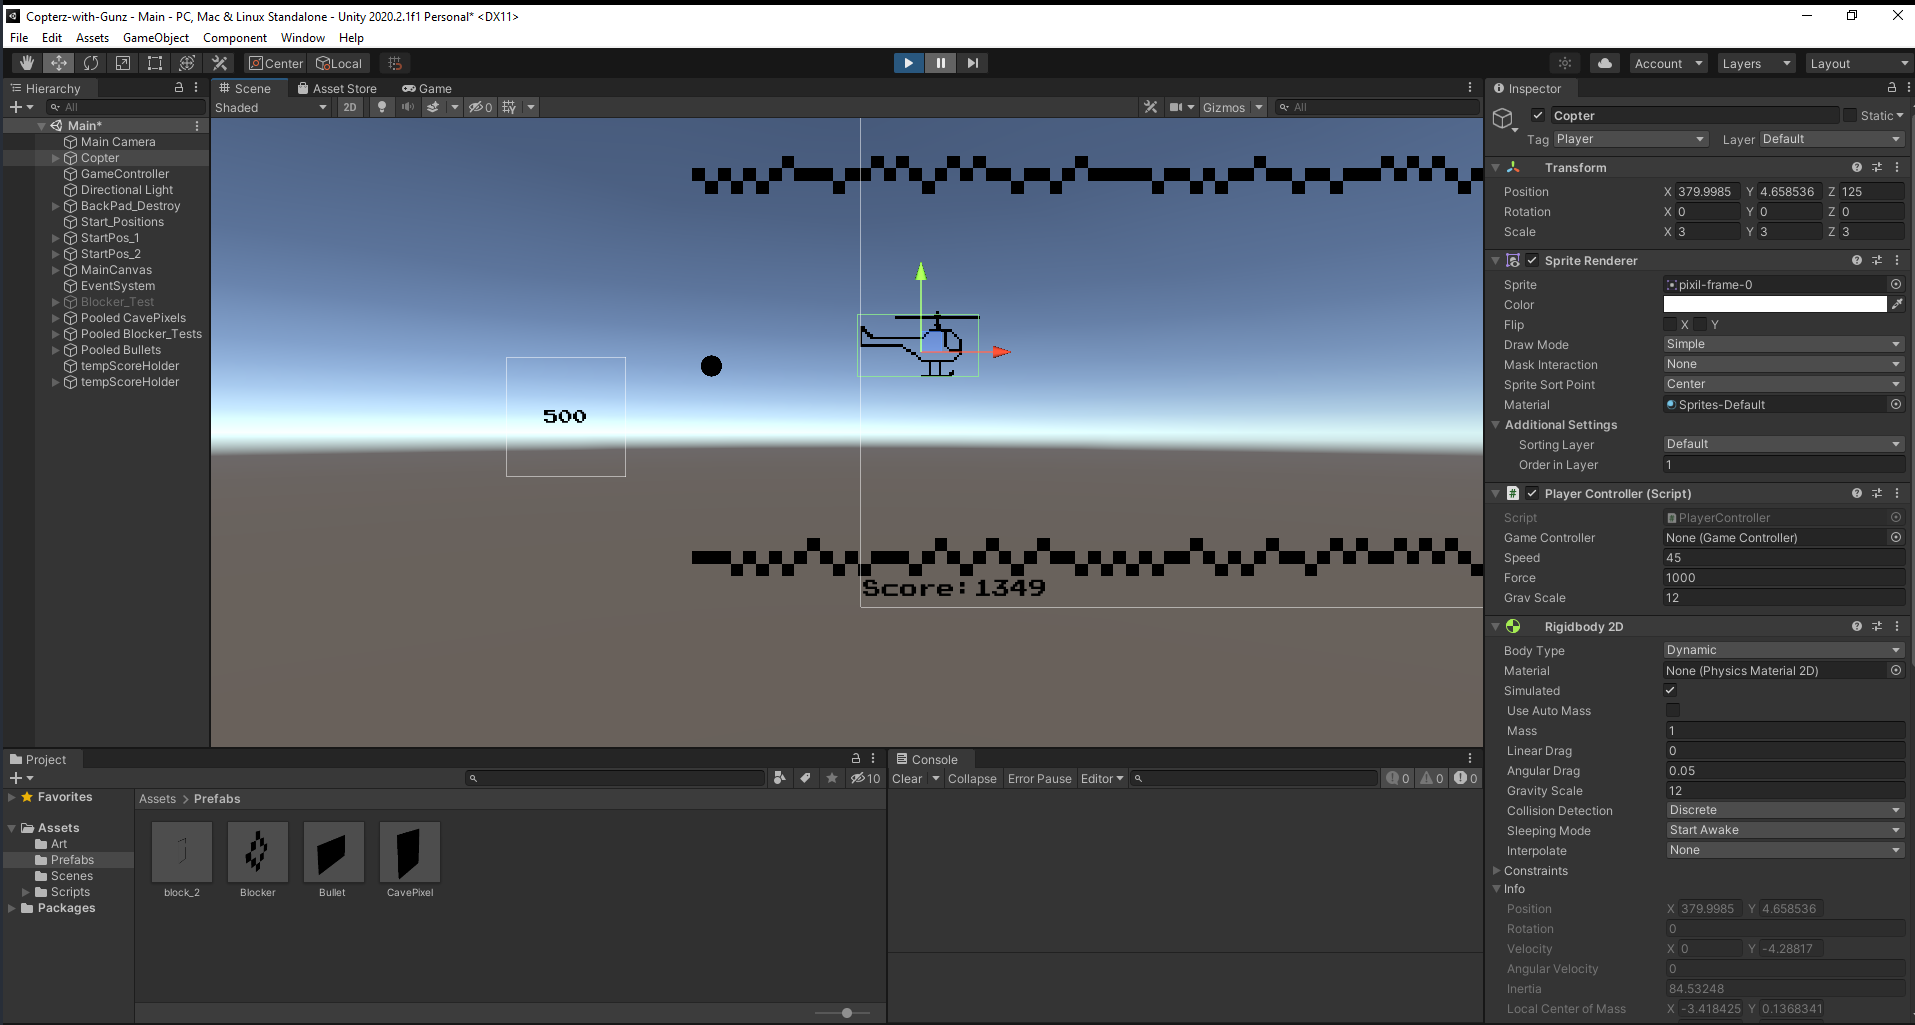 Copterz-with-Gunz - Main - PC, Mac & Linux Standalone - Unity 2020.2.1f1 Personal* <DX11>
File Edit Assets GameObject Component Window Help
Center Local Account Layers Layout
Hierarchy
All
Main*
Main Camera
Copter
GameController
Directional Light
BackPad_Destroy
Start_Positions
StartPos_1
StartPos_2
MainCanvas
EventSystem
Blocker_Test
Pooled CavePixels
Pooled Blocker_Tests
Pooled Bullets
tempScoreHolder
tempScoreHolder
Scene Asset Store Game
Shaded 2D 0 Gizmos All
500
Score:1349
Inspector
Copter Static
Tag Player Layer Default
Transform
Position X 379.9985 Y 4.658536 Z 125
Rotation X 0 Y 0 Z 0
Scale X 3 Y 3 Z 3
Sprite Renderer
Sprite pixil-frame-0
Color
Flip X Y
Draw Mode Simple
Mask Interaction None
Sprite Sort Point Center
Material Sprites-Default
Additional Settings
Sorting Layer Default
Order in Layer 1
# Player Controller (Script)
Script PlayerController
Game Controller None (Game Controller)
Speed 45
Force 1000
Grav Scale 12
Rigidbody 2D
Body Type Dynamic
Material None (Physics Material 2D)
Simulated
Use Auto Mass
Mass 1
Linear Drag 0
Angular Drag 0.05
Gravity Scale 12
Collision Detection Discrete
Sleeping Mode Start Awake
Interpolate None
Constraints
Info
Position X 379.9985 Y 4.658536
Rotation 0
Velocity X 0 Y -4.28817
Angular Velocity 0
Inertia 84.53248
Local Center of Mass X -3.418425 Y 0.1368341
Project
10
Favorites
Assets
Art
Prefabs
Scenes
Scripts
Packages
Assets > Prefabs
block_2 Blocker Bullet CavePixel
Console
Clear Collapse Error Pause Editor 0 0 0